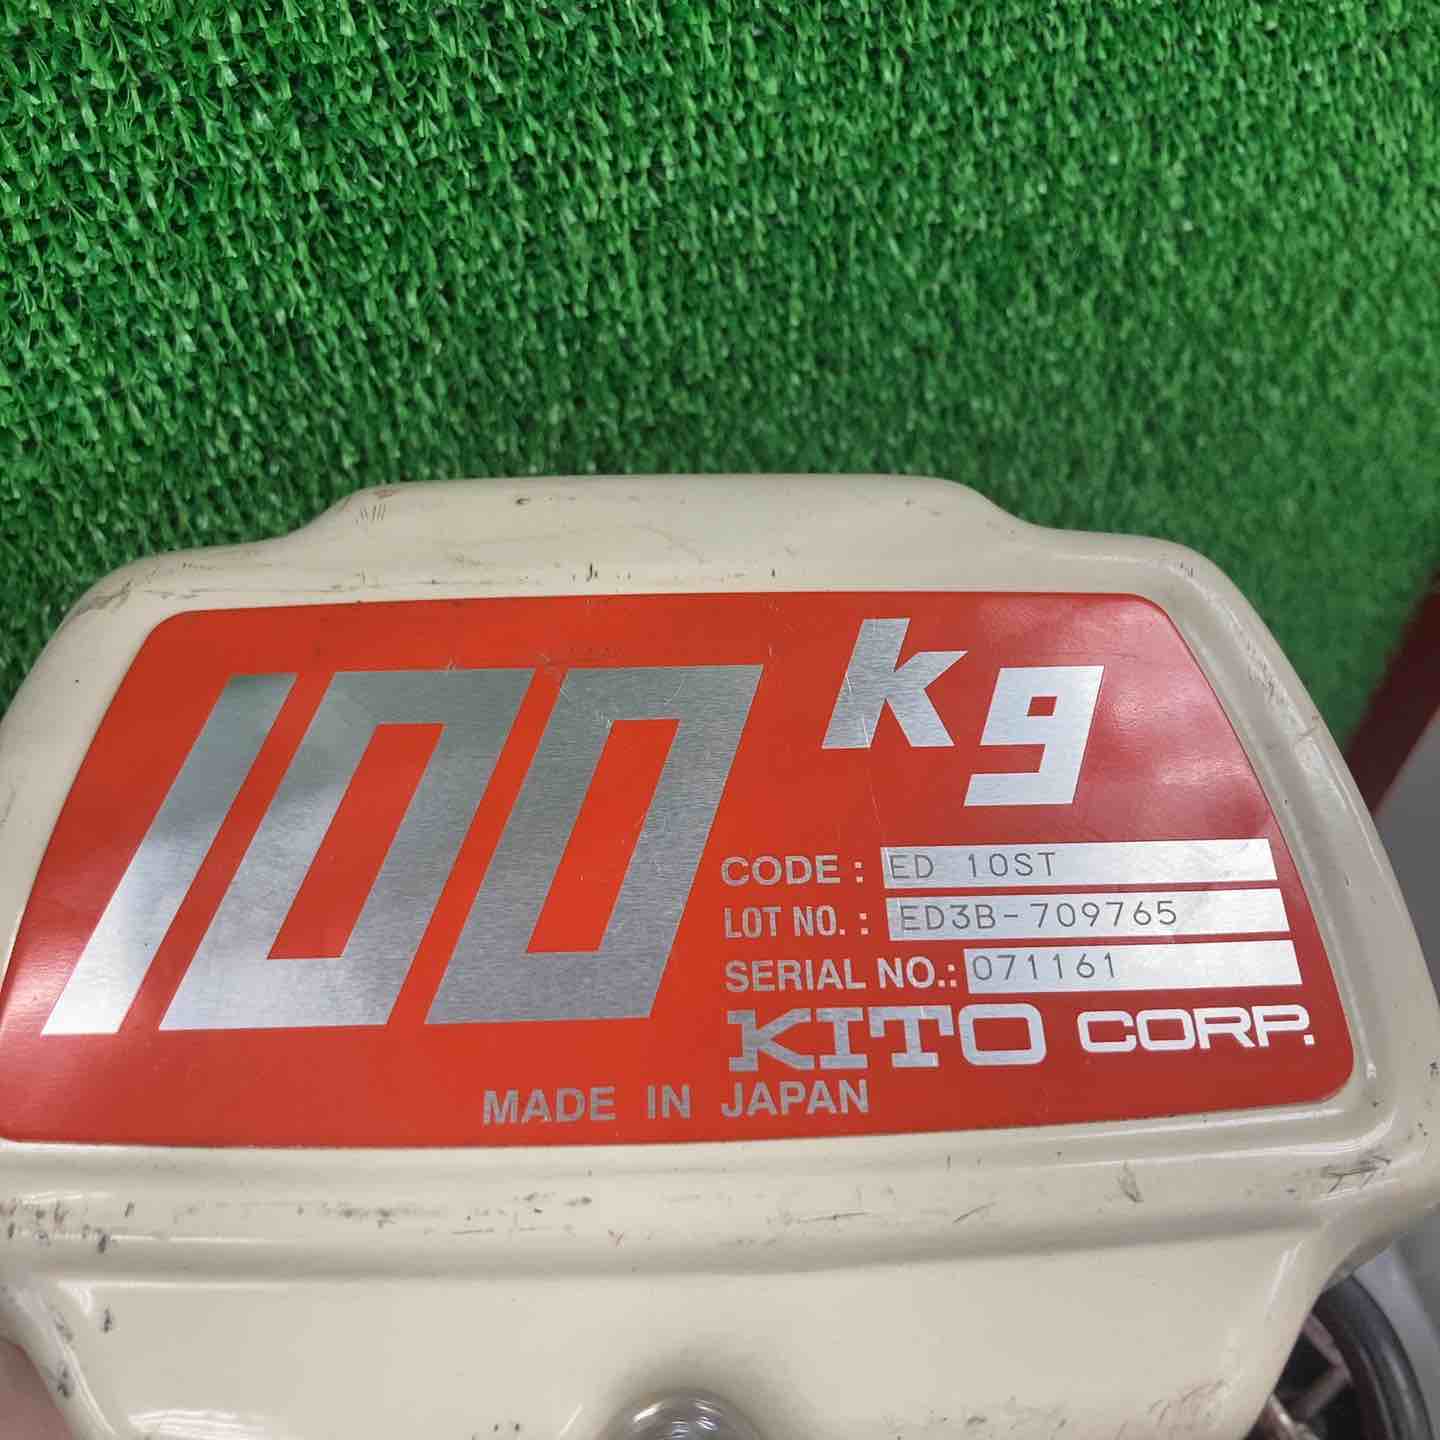 100 kg
CODE : ED 10ST
LOT NO. : ED3B-709765
SERIAL NO.: 071161
KITO CORP.
MADE IN JAPAN